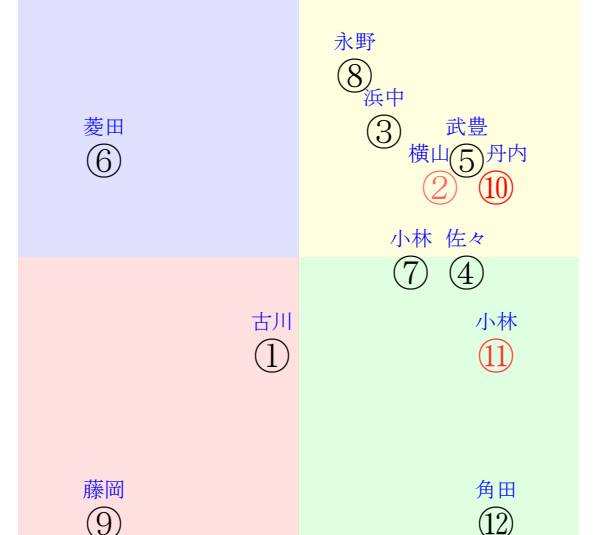 永野
⑧
浜中
③
菱田
⑥
武豊
⑤
横山
②
丹内
⑩
小林
⑦
佐々
④
古川
①
小林
⑪
藤岡
⑨
角田
⑫